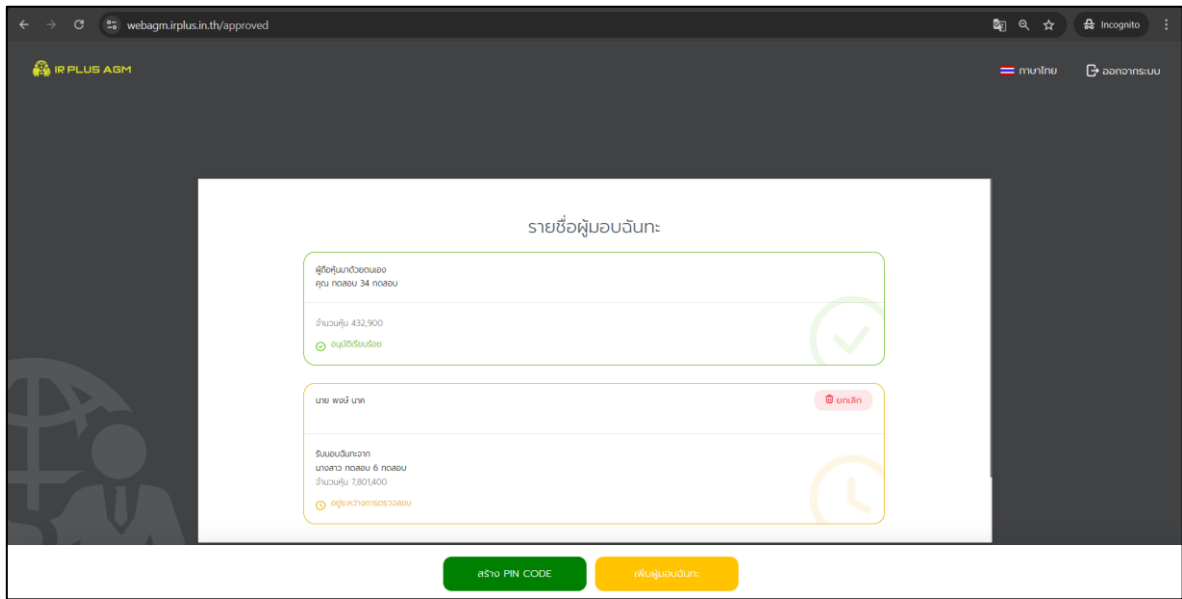 webagm.irplus.in.th/approved
Incognito
IR PLUS AGM
ภาษาไทย
ออกจากระบบ
รายชื่อผู้มอบฉันทะ
ผู้ถือหุ้นมาด้วยตนเอง
คุณ ทดสอบ 34 ทดสอบ
จำนวนหุ้น 432,900
อนุมัติเรียบร้อย
นาย พงษ์ นาค
ยกเลิก
รับมอบฉันทะจาก
นางสาว ทดสอบ 6 ทดสอบ
จำนวนหุ้น 7,801,400
อยู่ระหว่างการตรวจสอบ
สร้าง PIN CODE
เพิ่มผู้มอบฉันทะ